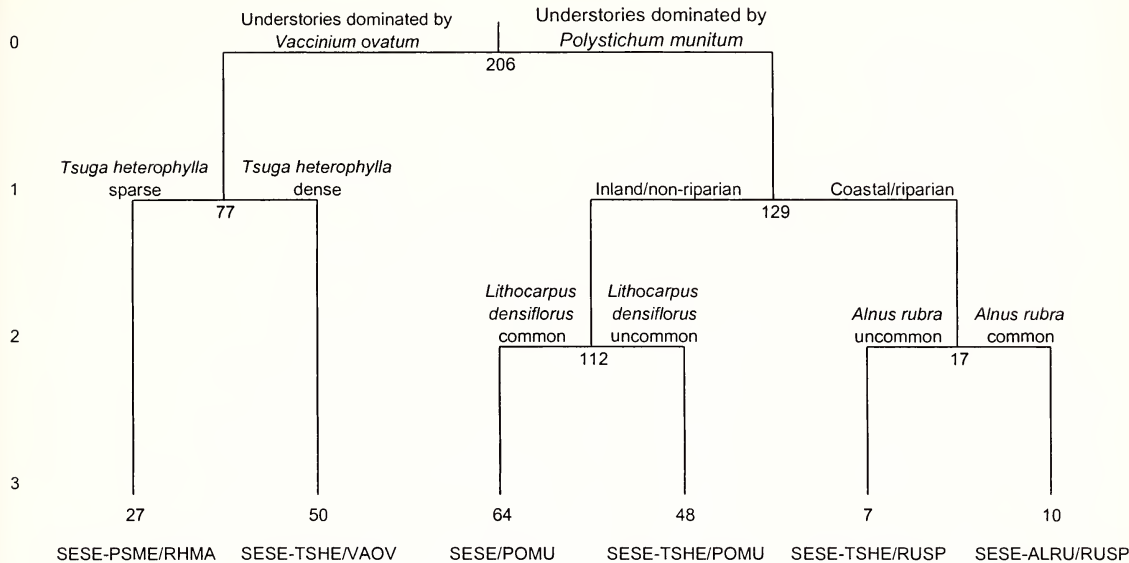 Understories dominated by
Vaccinium ovatum
Understories dominated by
Polystichum munitum
0
206
Tsuga heterophylla
sparse
Tsuga heterophylla
dense
Inland/non-riparian
Coastal/riparian
1
77
129
Lithocarpus
densiflorus
common
Lithocarpus
densiflorus
uncommon
Alnus rubra
uncommon
Alnus rubra
common
2
112
17
3
27
50
64
48
7
10
SESE-PSME/RHMA
SESE-TSHE/VAOV
SESE/POMU
SESE-TSHE/POMU
SESE-TSHE/RUSP
SESE-ALRU/RUSP